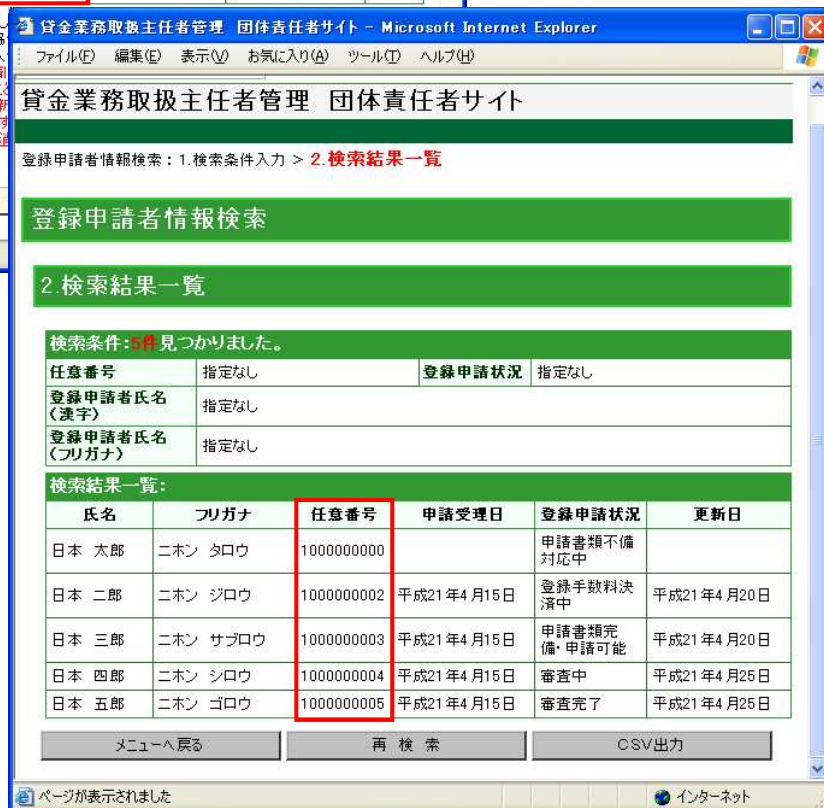 貸金業務取扱主任者管理 団体責任者サイト - Microsoft Internet Explorer
ファイル(F) 編集(E) 表示(V) お気に入り(A) ツール(T) ヘルプ(H)
貸金業務取扱主任者管理 団体責任者サイト
登録申請者情報検索:1.検索条件入力 > 2.検索結果一覧
登録申請者情報検索
2.検索結果一覧
検索条件:5件見つかりました。
任意番号 指定なし 登録申請状況 指定なし
登録申請者氏名
(漢字) 指定なし
登録申請者氏名
(フリガナ) 指定なし
検索結果一覧:
氏名 フリガナ 任意番号 申請受理日 登録申請状況 更新日
日本 太郎 ニホン タロウ 1000000000 申請書類不備
対応中
日本 二郎 ニホン ジロウ 1000000002 平成21年4月15日 登録手数料決
済中 平成21年4月20日
日本 三郎 ニホン サブロウ 1000000003 平成21年4月15日 申請書類完
備・申請可能 平成21年4月20日
日本 四郎 ニホン シロウ 1000000004 平成21年4月15日 審査中 平成21年4月25日
日本 五郎 ニホン ゴロウ 1000000005 平成21年4月15日 審査完了 平成21年4月25日
メニューへ戻る 再 検 索 CSV出力
ページが表示されました インターネット